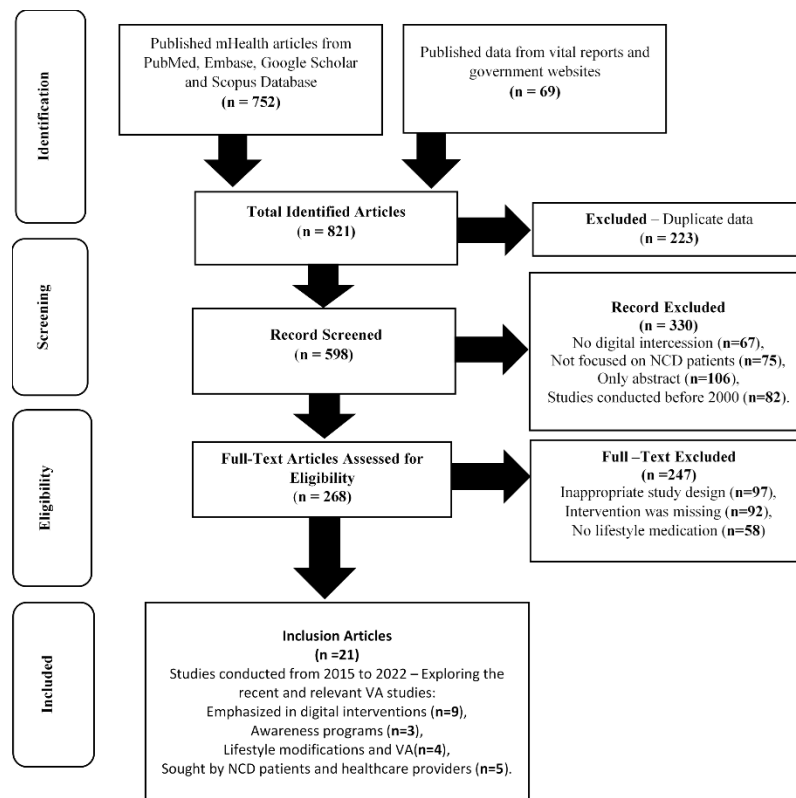 Identification
Published mHealth articles from
PubMed, Embase, Google Scholar
and Scopus Database
(n = 752)
Published data from vital reports and
government websites
(n = 69)
Total Identified Articles
(n = 821)
Excluded – Duplicate data
(n = 223)
Screening
Record Screened
(n = 598)
Record Excluded
(n = 330)
No digital intercession (n=67),
Not focused on NCD patients (n=75),
Only abstract (n=106),
Studies conducted before 2000 (n=82).
Eligibility
Full-Text Articles Assessed for
Eligibility
(n = 268)
Full –Text Excluded
(n =247)
Inappropriate study design (n=97),
Intervention was missing (n=92),
No lifestyle medication (n=58)
Included
Inclusion Articles
(n =21)
Studies conducted from 2015 to 2022 – Exploring the
recent and relevant VA studies:
Emphasized in digital interventions (n=9),
Awareness programs (n=3),
Lifestyle modifications and VA(n=4),
Sought by NCD patients and healthcare providers (n=5).